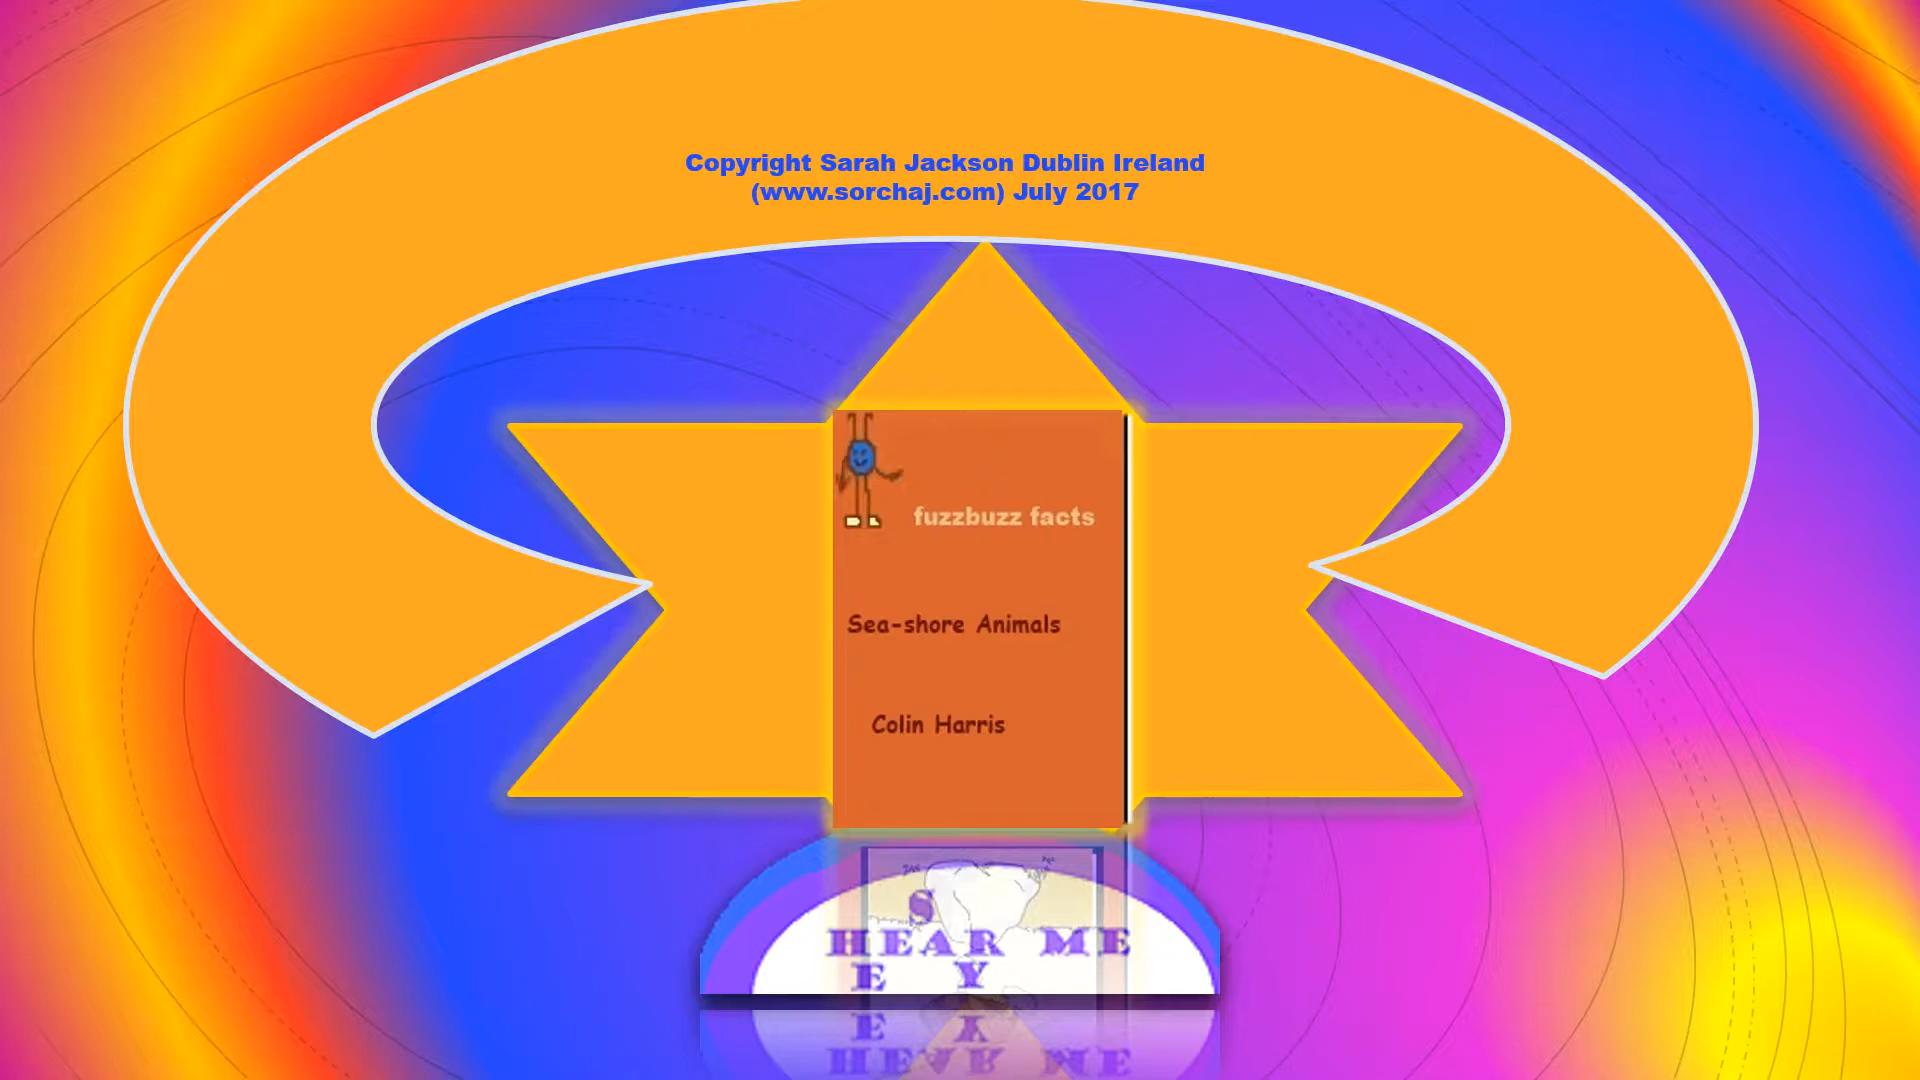 Copyright Sarah Jackson Dublin Ireland
(www.sorchaj.com) July 2017
fuzzbuzz facts
Sea-shore Animals
Colin Harris
S
HEAR ME
E Y